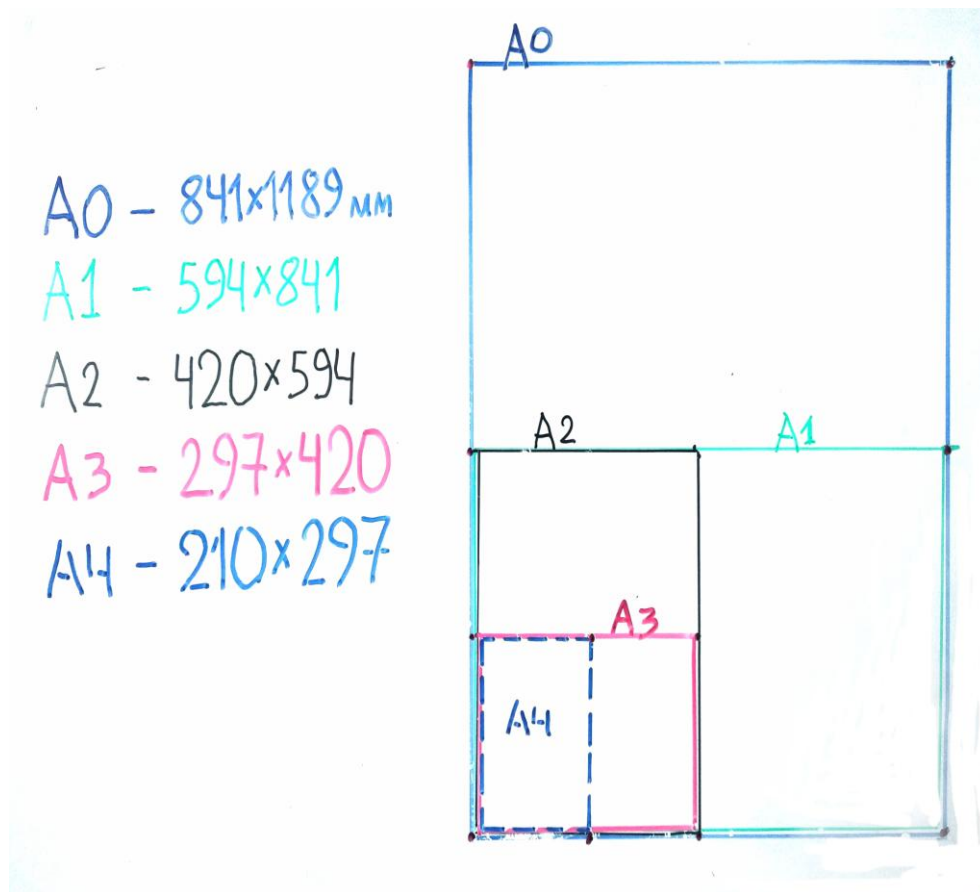 A0
A0 - 841×1189 мм
A1 - 594×841
A2 - 420×594
A3 - 297×420
A4 - 210×297
A2
A1
A3
A4